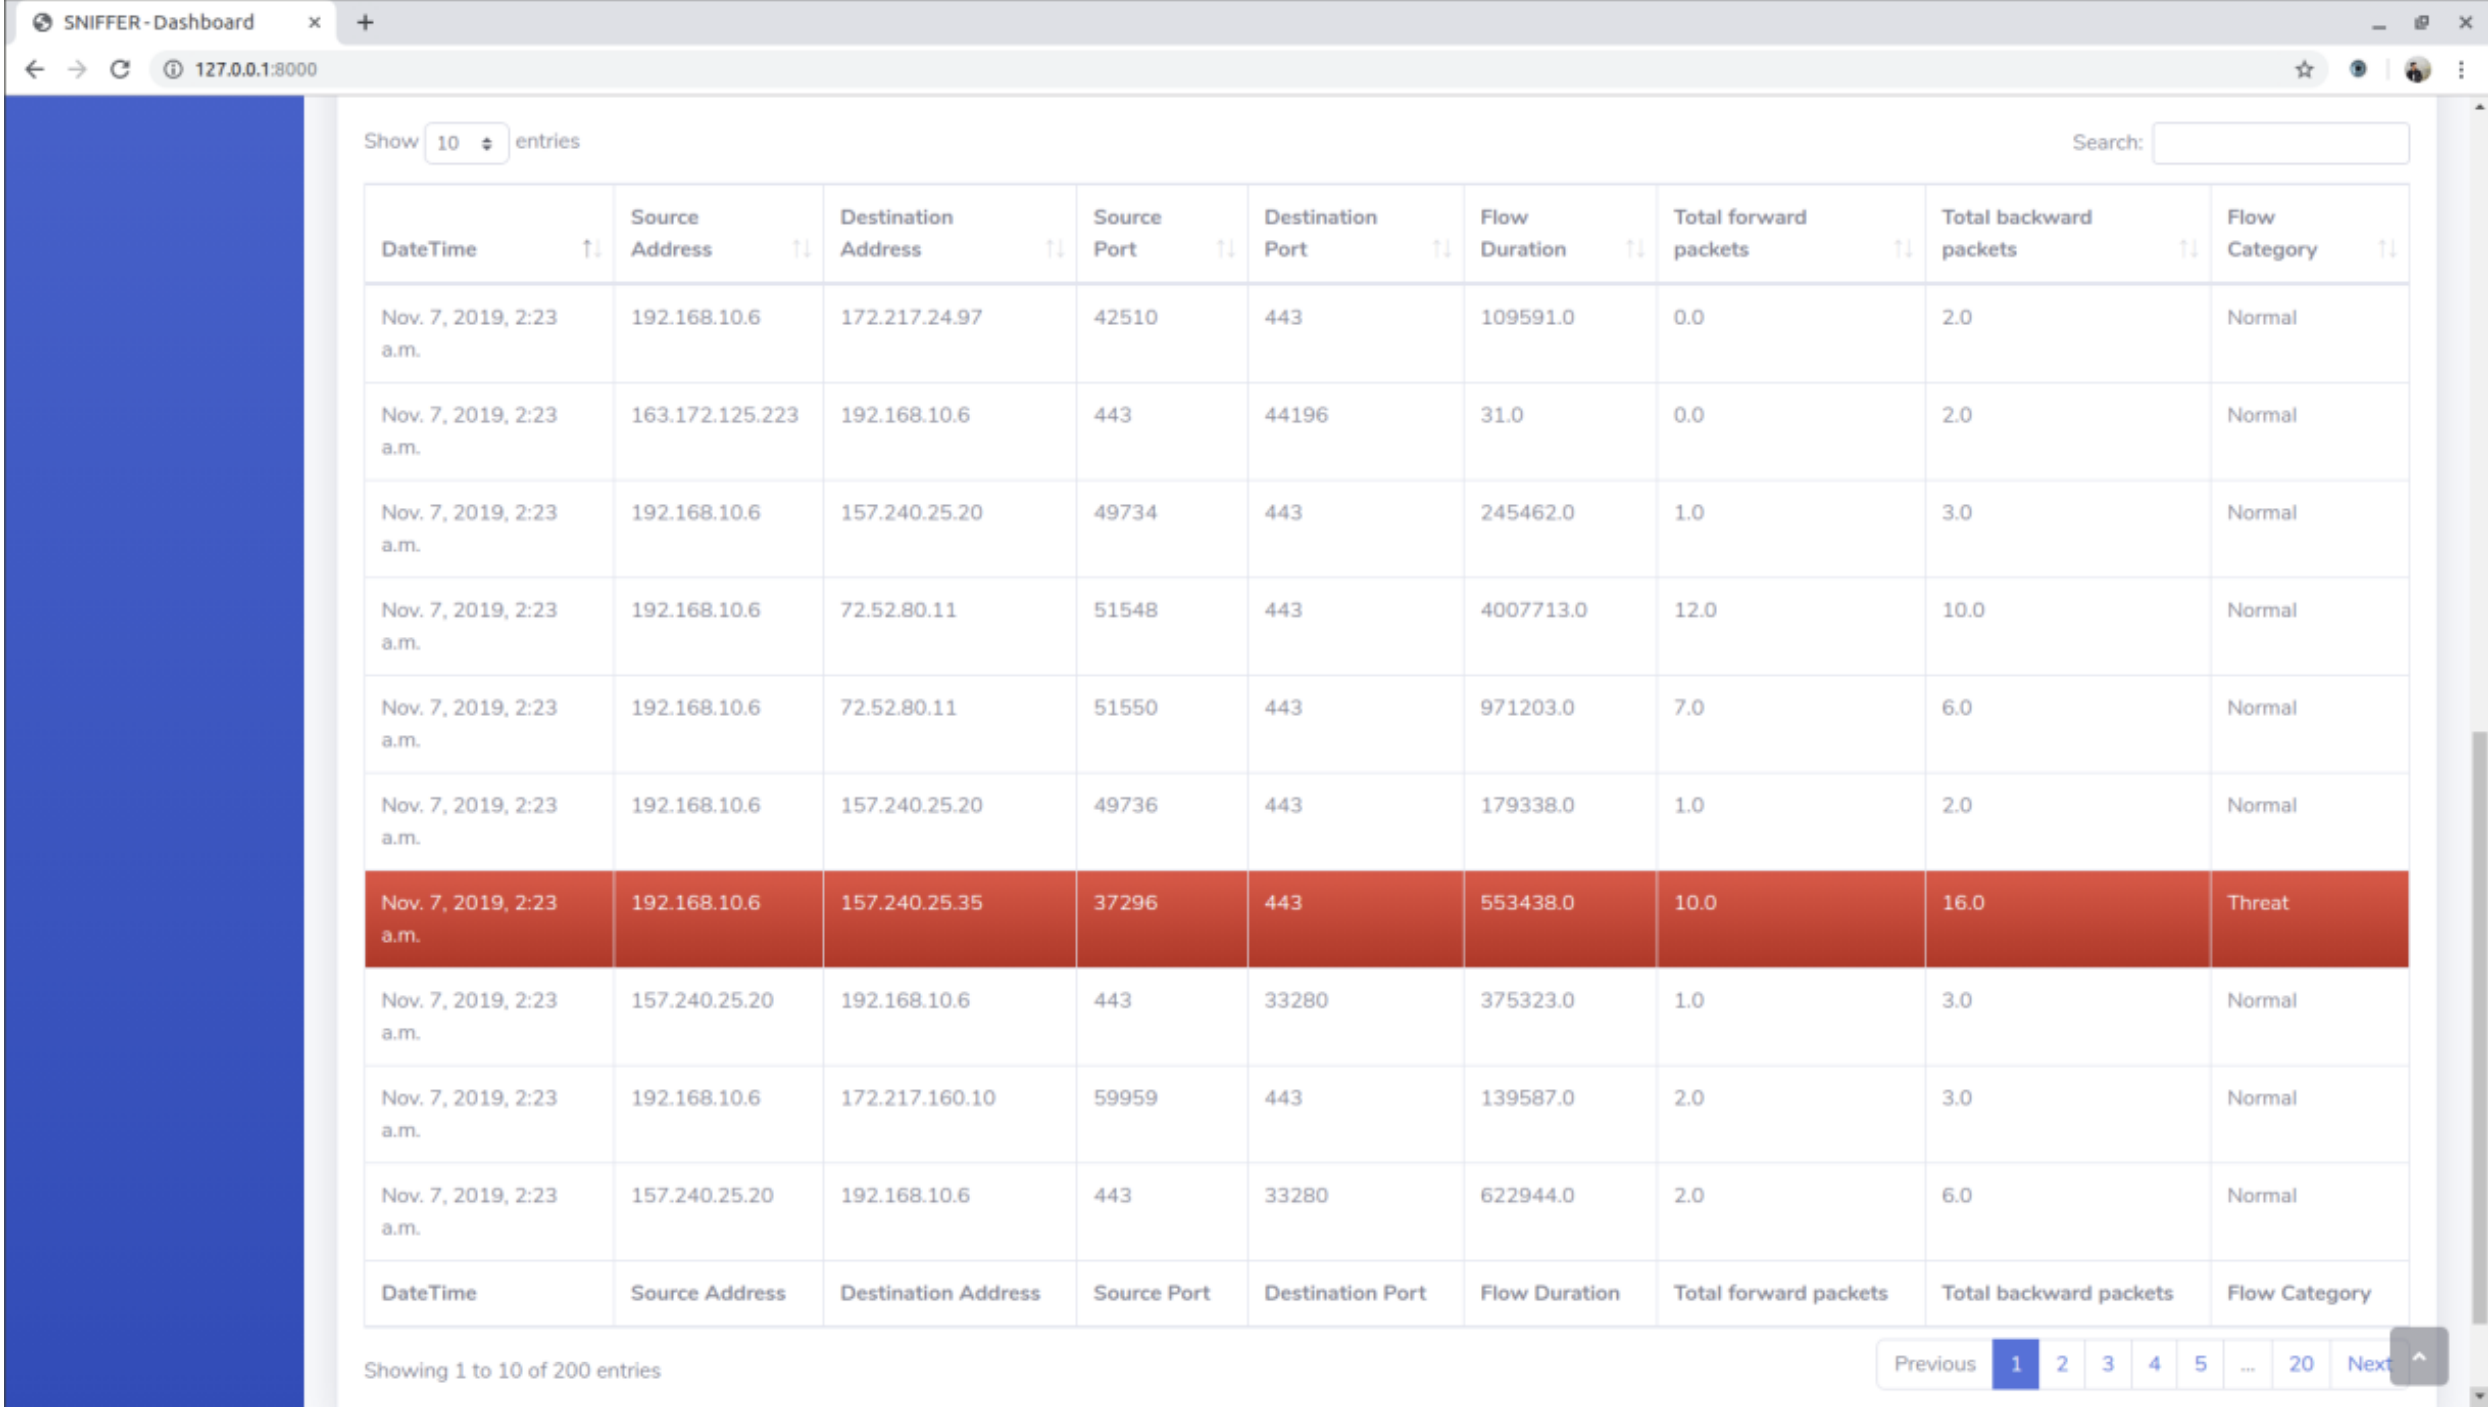 SNIFFER - Dashboard
127.0.0.1:8000
Show 10 entries
Search:
DateTime Source Address Destination Address Source Port Destination Port Flow Duration Total forward packets Total backward packets Flow Category
Nov. 7, 2019, 2:23 a.m. 192.168.10.6 172.217.24.97 42510 443 109591.0 0.0 2.0 Normal
Nov. 7, 2019, 2:23 a.m. 163.172.125.223 192.168.10.6 443 44196 31.0 0.0 2.0 Normal
Nov. 7, 2019, 2:23 a.m. 192.168.10.6 157.240.25.20 49734 443 245462.0 1.0 3.0 Normal
Nov. 7, 2019, 2:23 a.m. 192.168.10.6 72.52.80.11 51548 443 4007713.0 12.0 10.0 Normal
Nov. 7, 2019, 2:23 a.m. 192.168.10.6 72.52.80.11 51550 443 971203.0 7.0 6.0 Normal
Nov. 7, 2019, 2:23 a.m. 192.168.10.6 157.240.25.20 49736 443 179338.0 1.0 2.0 Normal
Nov. 7, 2019, 2:23 a.m. 192.168.10.6 157.240.25.35 37296 443 553438.0 10.0 16.0 Threat
Nov. 7, 2019, 2:23 a.m. 157.240.25.20 192.168.10.6 443 33280 375323.0 1.0 3.0 Normal
Nov. 7, 2019, 2:23 a.m. 192.168.10.6 172.217.160.10 59959 443 139587.0 2.0 3.0 Normal
Nov. 7, 2019, 2:23 a.m. 157.240.25.20 192.168.10.6 443 33280 622944.0 2.0 6.0 Normal
DateTime Source Address Destination Address Source Port Destination Port Flow Duration Total forward packets Total backward packets Flow Category
Showing 1 to 10 of 200 entries
Previous 1 2 3 4 5 ... 20 Next